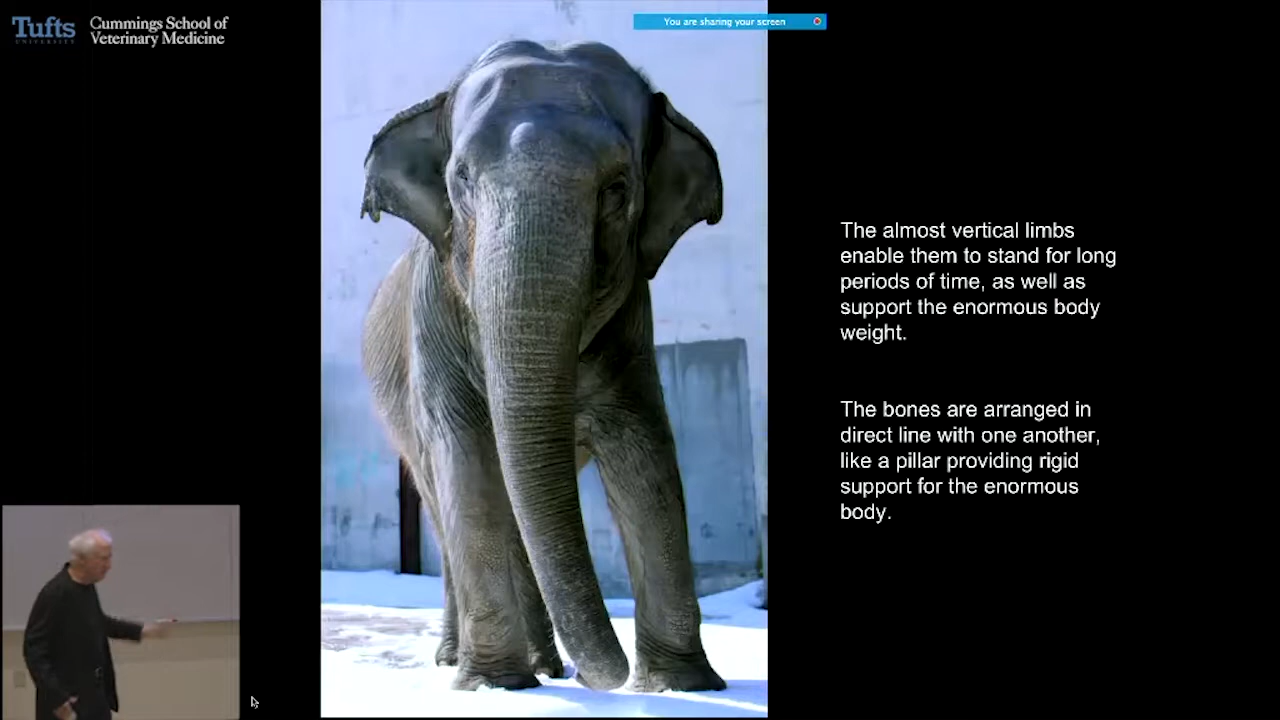 Tufts
UNIVERSITY
Cummings School of
Veterinary Medicine
You are sharing your screen
The almost vertical limbs
enable them to stand for long
periods of time, as well as
support the enormous body
weight.
The bones are arranged in
direct line with one another,
like a pillar providing rigid
support for the enormous
body.